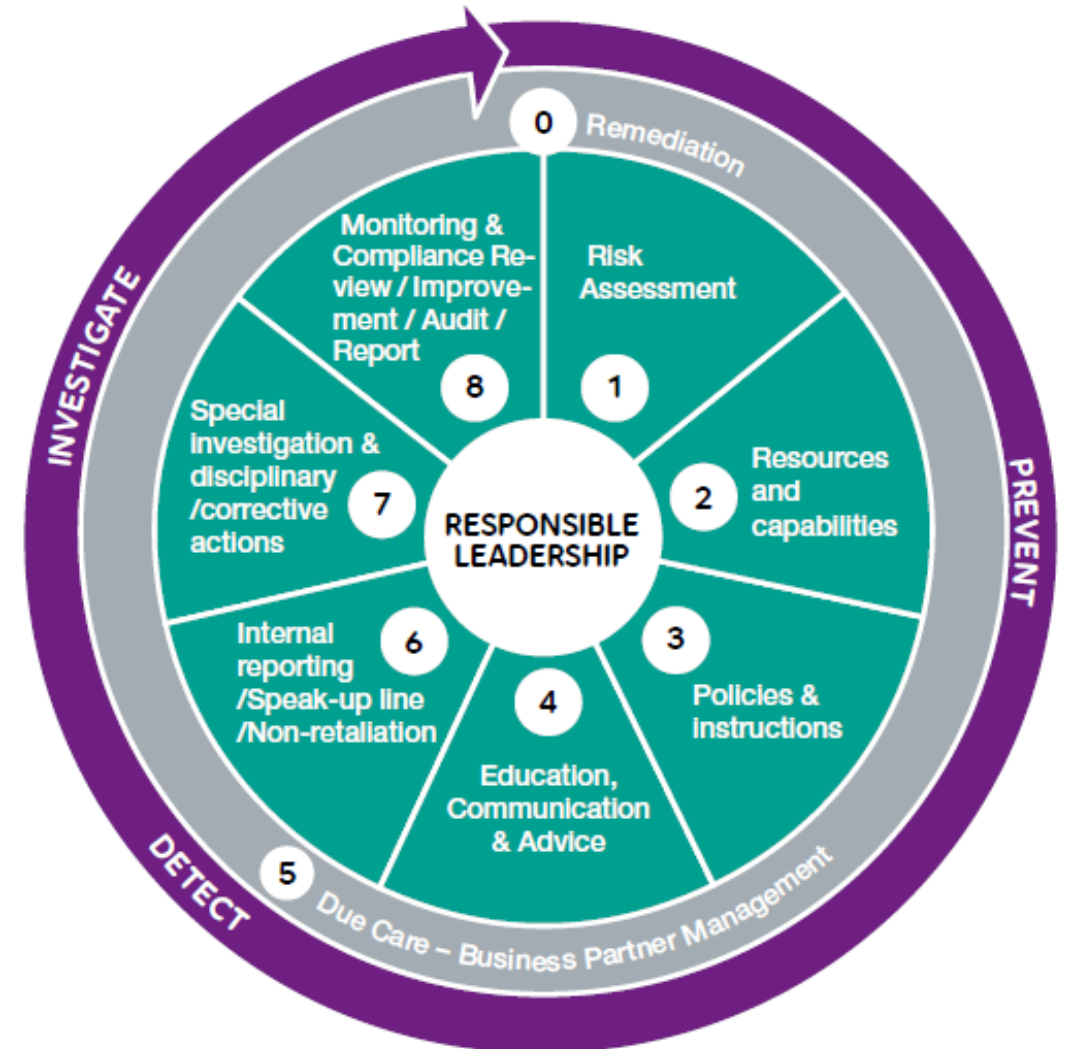 0
Remediation
Monitoring &
Compliance Re-
view / Improve-
ment / Audit /
Report
8
Risk
Assessment
1
Resources
and
capabilities
2
3
Policies &
instructions
4
Education,
Communication
& Advice
5
Due Care – Business Partner Management
6
Internal
reporting
/Speak-up line
/Non-retaliation
7
Special
investigation &
disciplinary
/corrective
actions
RESPONSIBLE
LEADERSHIP
PREVENT
DETECT
INVESTIGATE